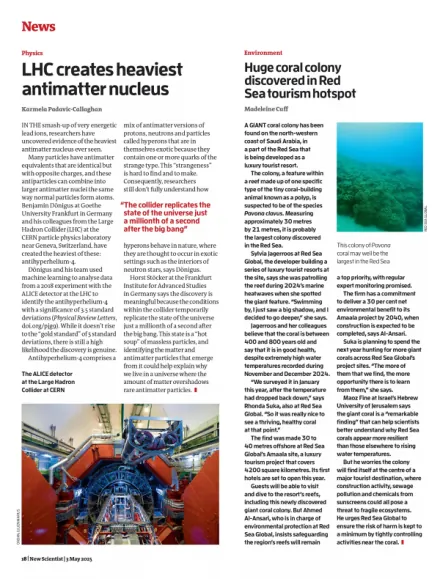 News
Physics
LHC creates heaviest
antimatter nucleus
Karmela Padavic-Callaghan
IN THE smash-up of very energetic
lead ions, researchers have
uncovered evidence of the heaviest
antimatter nucleus ever seen.
Many particles have antimatter
equivalents that are identical but
with opposite charges, and these
antiparticles can combine into
larger antimatter nuclei the same
way normal particles form atoms.
Benjamin Dönigus at Goethe
University Frankfurt in Germany
and his colleagues from the Large
Hadron Collider (LHC) at the
CERN particle physics laboratory
near Geneva, Switzerland, have
created the heaviest of these:
antihyperhelium-4.
Dönigus and his team used
machine learning to analyse data
from a 2018 experiment with the
ALICE detector at the LHC to
identify the antihyperhelium-4
with a significance of 3.5 standard
deviations (Physical Review Letters,
doi.org/pjgq). While it doesn't rise
to the "gold standard" of 5 standard
deviations, there is still a high
likelihood the discovery is genuine.
Antihyperhelium-4 comprises a
The ALICE detector
at the Large Hadron
Collider at CERN
mix of antimatter versions of
protons, neutrons and particles
called hyperons that are in
themselves exotic because they
contain one or more quarks of the
strange type. This "strangeness"
is hard to find and to make.
Consequently, researchers
still don't fully understand how
"The collider replicates the
state of the universe just
a millionth of a second
after the big bang"
hyperons behave in nature, where
they are thought to occur in exotic
settings such as the interiors of
neutron stars, says Dönigus.
Horst Stöcker at the Frankfurt
Institute for Advanced Studies
in Germany says the discovery is
meaningful because the conditions
within the collider temporarily
replicate the state of the universe
just a millionth of a second after
the big bang. This state is a "hot
soup" of massless particles, and
identifying the matter and
antimatter particles that emerge
from it could help explain why
we live in a universe where the
amount of matter overshadows
rare antimatter particles.
Environment
Huge coral colony
discovered in Red
Sea tourism hotspot
Madeleine Cuff
A GIANT coral colony has been
found on the north-western
coast of Saudi Arabia, in
a part of the Red Sea that
is being developed as a
luxury tourist resort.
The colony, a feature within
a reef made up of one specific
type of the tiny coral-building
animal known as a polyp, is
suspected to be of the species
Pavona clavus. Measuring
approximately 30 metres
by 21 metres, it is probably
the largest colony discovered
in the Red Sea.
Sylvia Jagerroos at Red Sea
Global, the developer building a
series of luxury tourist resorts at
the site, says she was patrolling
the reef during 2024's marine
heatwaves when she spotted
the giant feature. "Swimming
by, I just saw a big shadow, and I
decided to go deeper," she says.
Jagerroos and her colleagues
believe that the coral is between
400 and 800 years old and
say that it is in good health,
despite extremely high water
temperatures recorded during
November and December 2024.
"We surveyed it in January
this year, after the temperature
had dropped back down," says
Rhonda Suka, also at Red Sea
Global. "So it was really nice to
see a thriving, healthy coral
at that point."
The find was made 30 to
40 metres offshore at Red Sea
Global's Amaala site, a luxury
tourism project that covers
4200 square kilometres. Its first
hotels are set to open this year.
Guests will be able to visit
and dive to the resort's reefs,
including this newly discovered
giant coral colony. But Ahmed
Al-Ansari, who is in charge of
environmental protection at Red
Sea Global, insists safeguarding
the region's reefs will remain
This colony of Pavona
coral may well be the
largest in the Red Sea
a top priority, with regular
expert monitoring promised.
The firm has a commitment
to deliver a 30 per cent net
environmental benefit to its
Amaala project by 2040, when
construction is expected to be
completed, says Al-Ansari.
Suka is planning to spend the
next year hunting for more giant
corals across Red Sea Global's
project sites. "The more of
them that we find, the more
opportunity there is to learn
from them," she says.
Maoz Fine at Israel's Hebrew
University of Jerusalem says
the giant coral is a "remarkable
finding" that can help scientists
better understand why Red Sea
corals appear more resilient
than those elsewhere to rising
water temperatures.
But he worries the colony
will find itself at the centre of a
major tourist destination, where
construction activity, sewage
pollution and chemicals from
sunscreens could all pose a
threat to fragile ecosystems.
He urges Red Sea Global to
ensure the risk of harm is kept to
a minimum by tightly controlling
activities near the coral.
18 | New Scientist | 3 May 2025